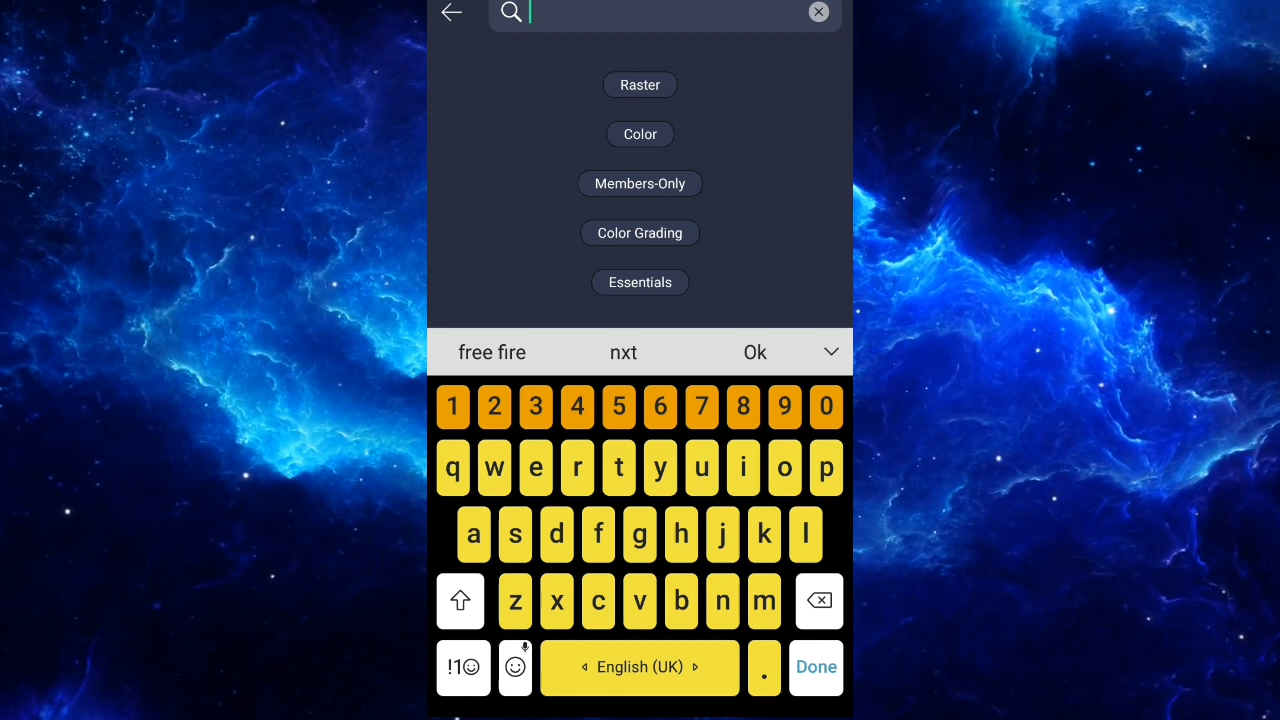 Raster
Color
Members-Only
Color Grading
Essentials
free fire nxt Ok
1 2 3 4 5 6 7 8 9 0
q w e r t y u i o p
a s d f g h j k l
z x c v b n m
!1☺ English (UK) . Done